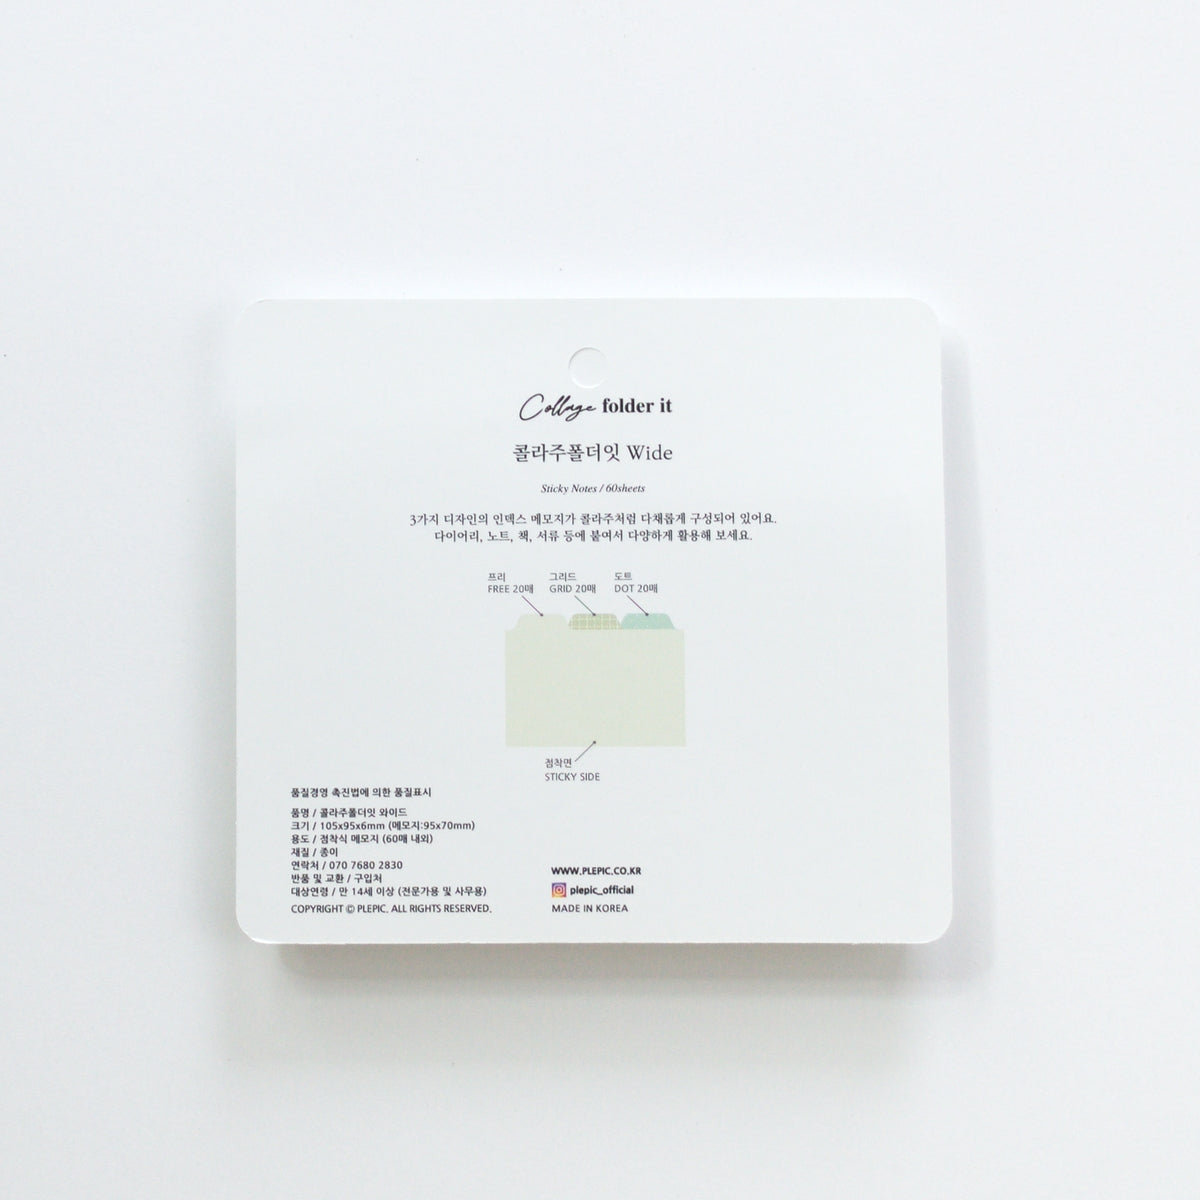 Collage folder it
콜라주폴더잇 Wide
Sticky Notes / 60sheets
3가지 디자인의 인덱스 메모지가 콜라주처럼 다채롭게 구성되어 있어요.
다이어리, 노트, 책, 서류 등에 붙여서 다양하게 활용해 보세요.
프리 그리드 도트
FREE 20매 GRID 20매 DOT 20매
점착면
STICKY SIDE
품질경영 촉진법에 의한 품질표시
품명 / 콜라주폴더잇 와이드
크기 / 105x95x6mm (메모지:95x70mm)
용도 / 점착식 메모지 (60매 내외)
재질 / 종이
연락처 / 070 7680 2830
반품 및 교환 / 구입처
대상연령 / 만 14세 이상 (전문가용 및 사무용)
COPYRIGHT © PLEPIC. ALL RIGHTS RESERVED.
WWW.PLEPIC.CO.KR
plepic_official
MADE IN KOREA